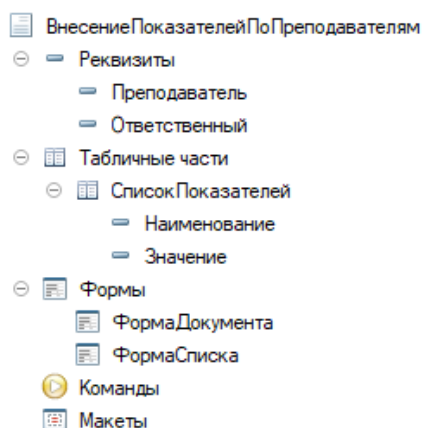 ВнесениеПоказателейПоПреподавателям
Реквизиты
Преподаватель
Ответственный
Табличные части
СписокПоказателей
Наименование
Значение
Формы
ФормаДокумента
ФормаСписка
Команды
Макеты